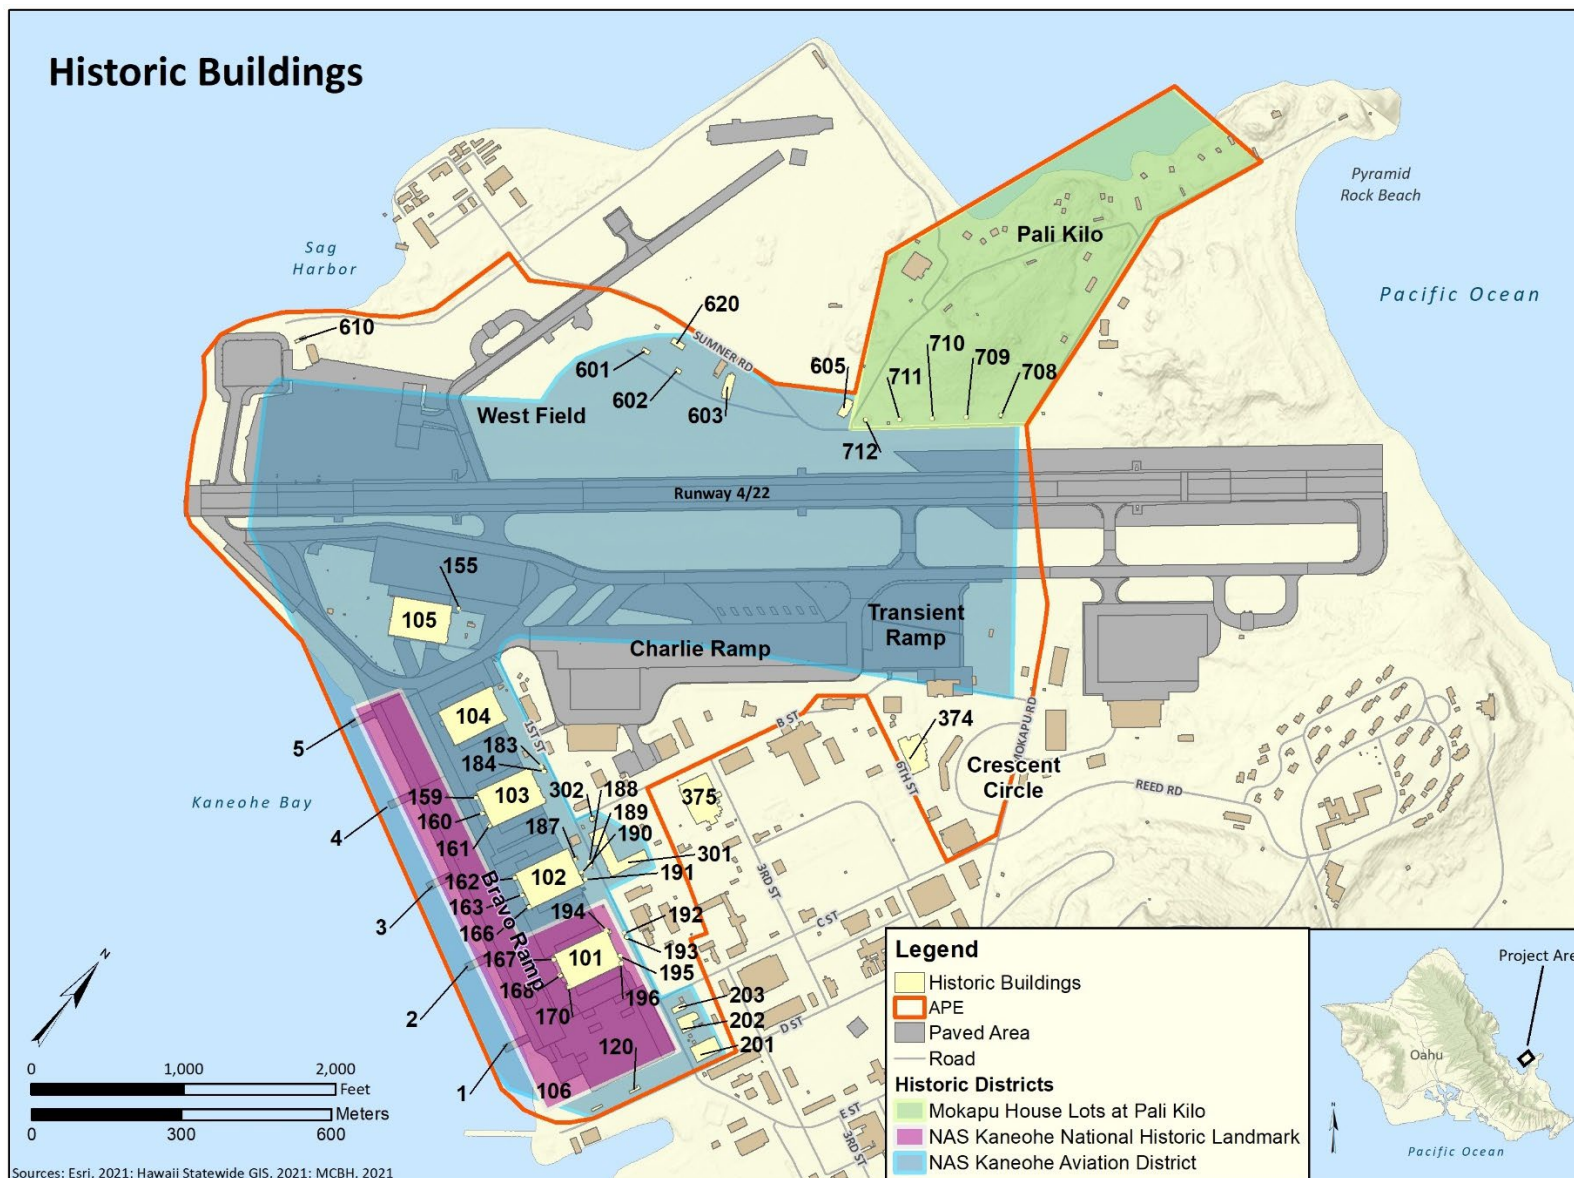 Historic Buildings
Pyramid
Rock Beach
Pali Kilo
Sag
Harbor
Pacific Ocean
610
620
SUMNER RD
601
602
603
605
710
709
711
708
712
West Field
Runway 4/22
155
105
Transient
Ramp
Charlie Ramp
104
5
1ST ST
B ST
374
MOKAPU RD
6TH ST
Crescent
Circle
REED RD
183
184
Kaneohe Bay
159
103
302
188
375
4
160
189
187
190
161
301
3RD ST
162
102
191
Bravo Ramp
163
194
192
C ST
3
166
193
167
101
195
2
168
196
203
170
202
D ST
120
201
1
106
E ST
3RD ST
N
0 1,000 2,000
Feet
Meters
0 300 600
Legend
Historic Buildings
APE
Paved Area
Road
Historic Districts
Mokapu House Lots at Pali Kilo
NAS Kaneohe National Historic Landmark
NAS Kaneohe Aviation District
Project Area
Oahu
N
Pacific Ocean
Sources: Esri, 2021; Hawaii Statewide GIS, 2021; MCBH, 2021